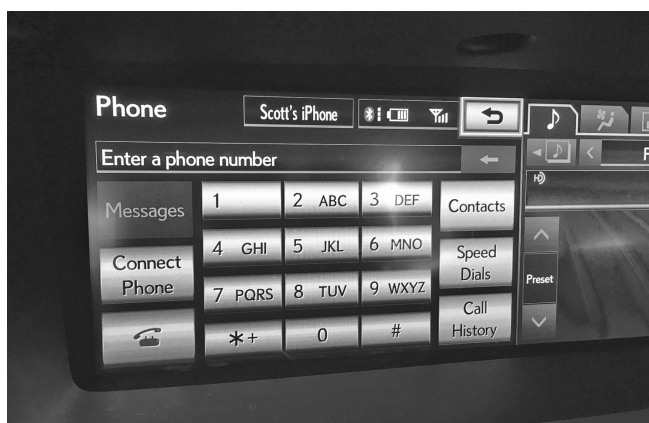 Phone
Scott's iPhone
Enter a phone number
Messages
1
2 ABC
3 DEF
Contacts
Connect
Phone
4 GHI
5 JKL
6 MNO
Speed
Dials
7 PQRS
8 TUV
9 WXYZ
Call
History
*+
0
#
Preset